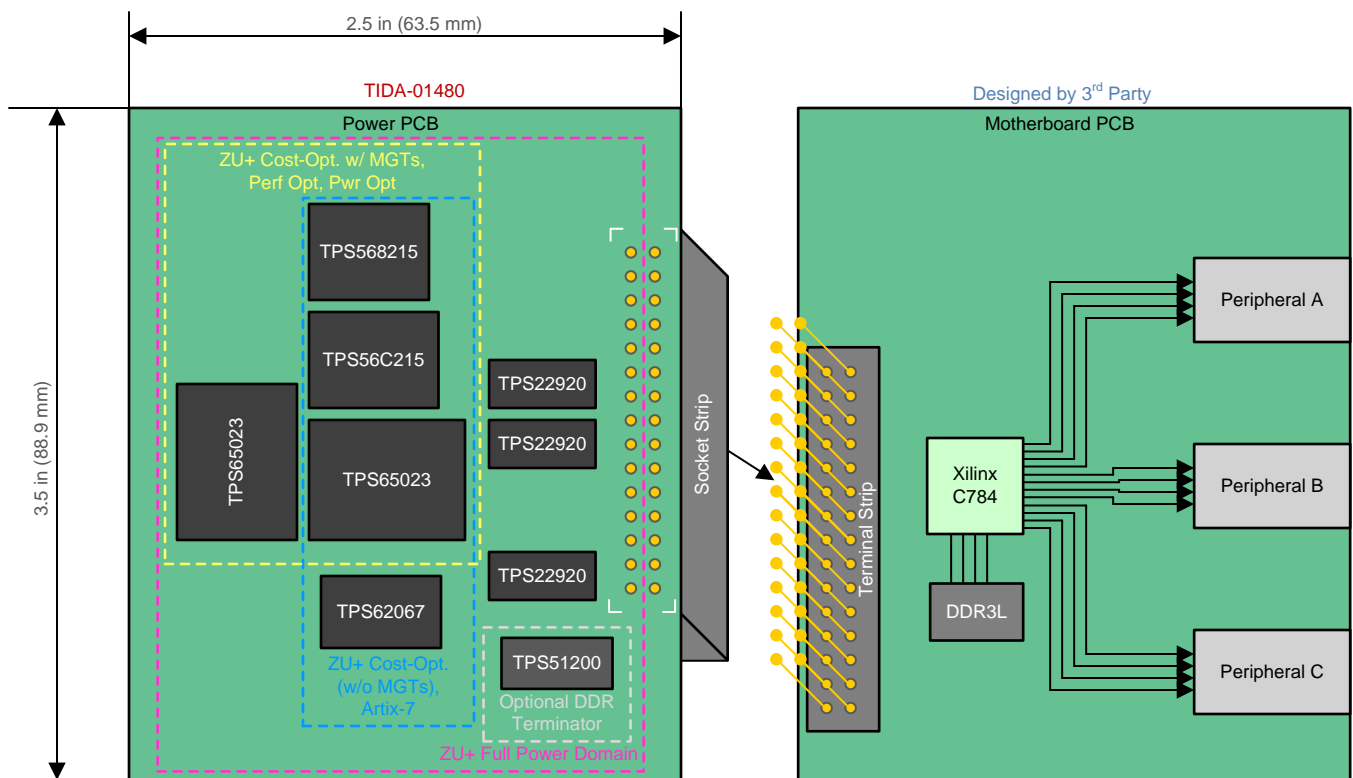 2.5 in (63.5 mm)
TIDA-01480
Designed by 3rd Party
Power PCB
Motherboard PCB
3.5 in (88.9 mm)
ZU+ Cost-Opt. w/ MGTs,
Perf Opt, Pwr Opt
TPS568215
TPS56C215
TPS65023
TPS65023
TPS22920
TPS22920
TPS22920
TPS62067
TPS51200
ZU+ Cost-Opt.
(w/o MGTs),
Artix-7
Optional DDR
Terminator
ZU+ Full Power Domain
Socket Strip
Terminal Strip
Xilinx
C784
DDR3L
Peripheral A
Peripheral B
Peripheral C